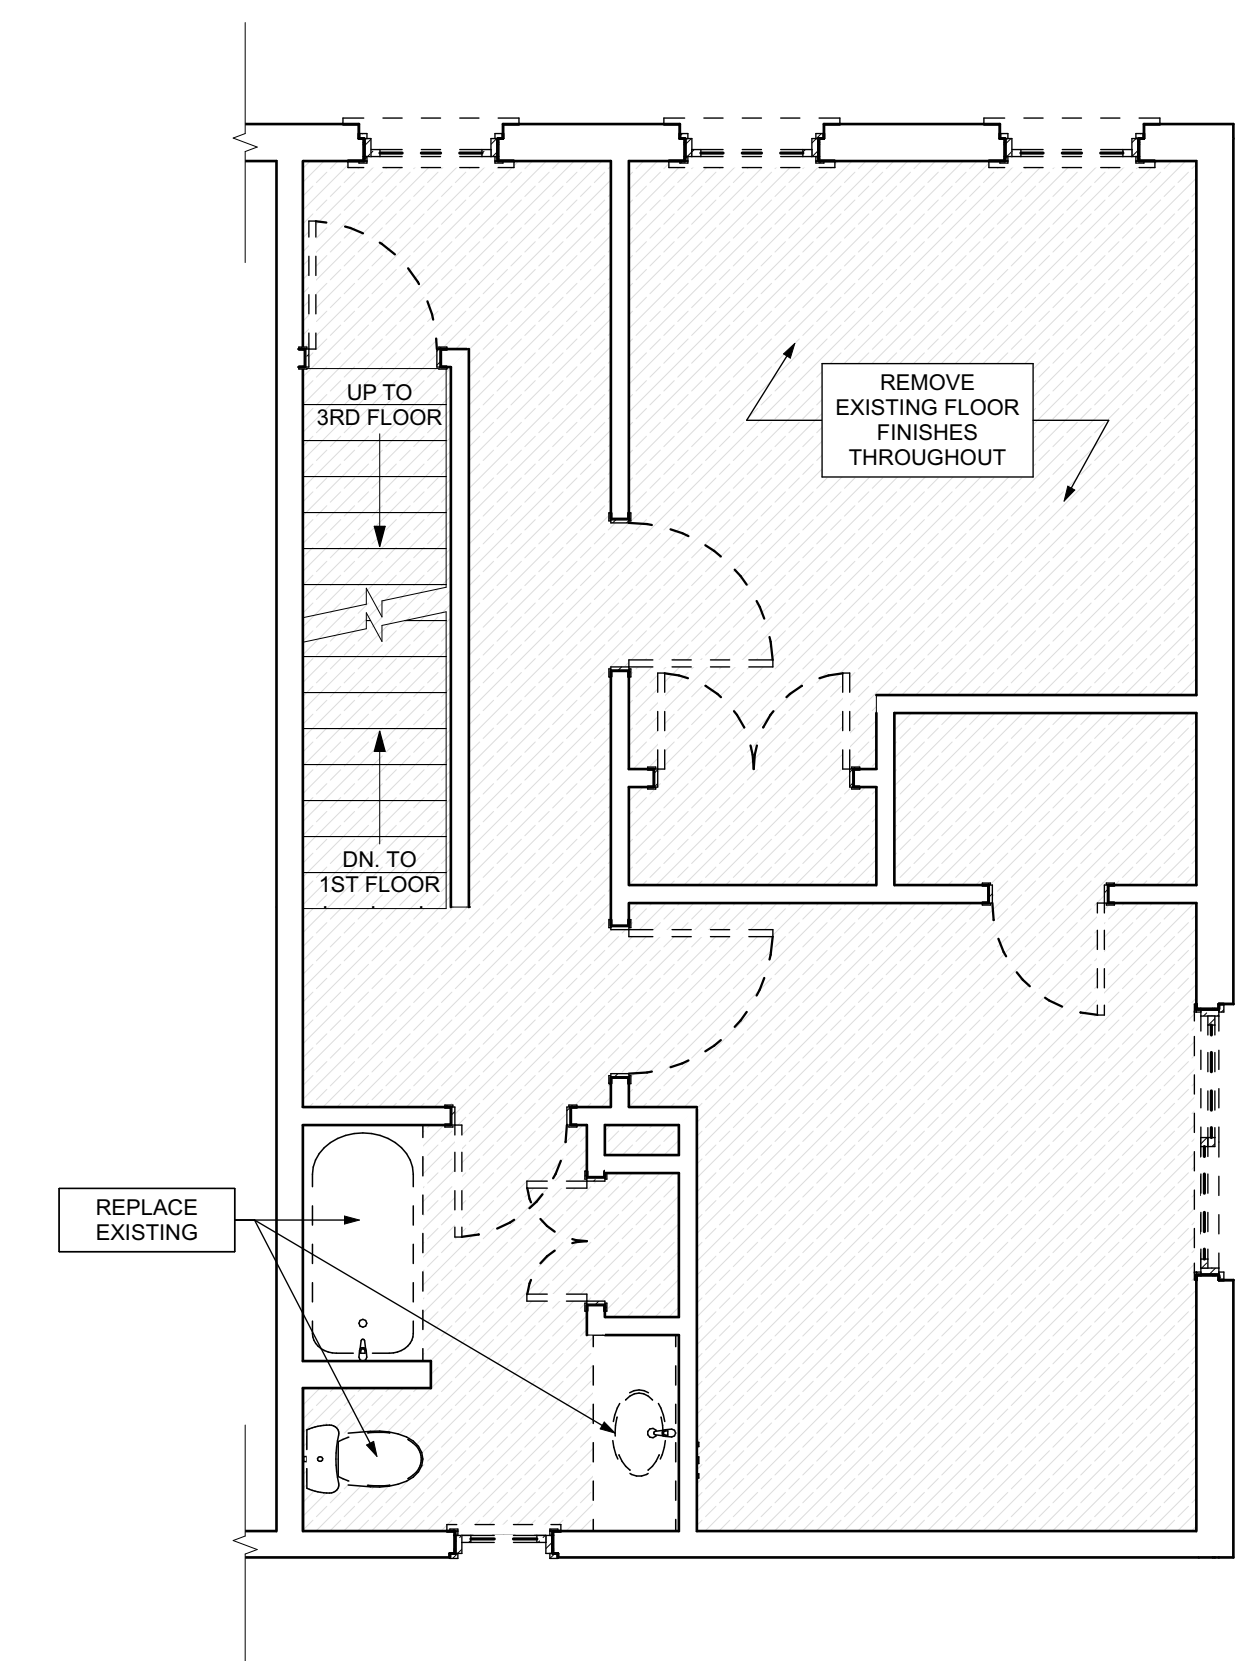 UP TO
3RD FLOOR
REMOVE
EXISTING FLOOR
FINISHES
THROUGHOUT
DN. TO
1ST FLOOR
REPLACE
EXISTING